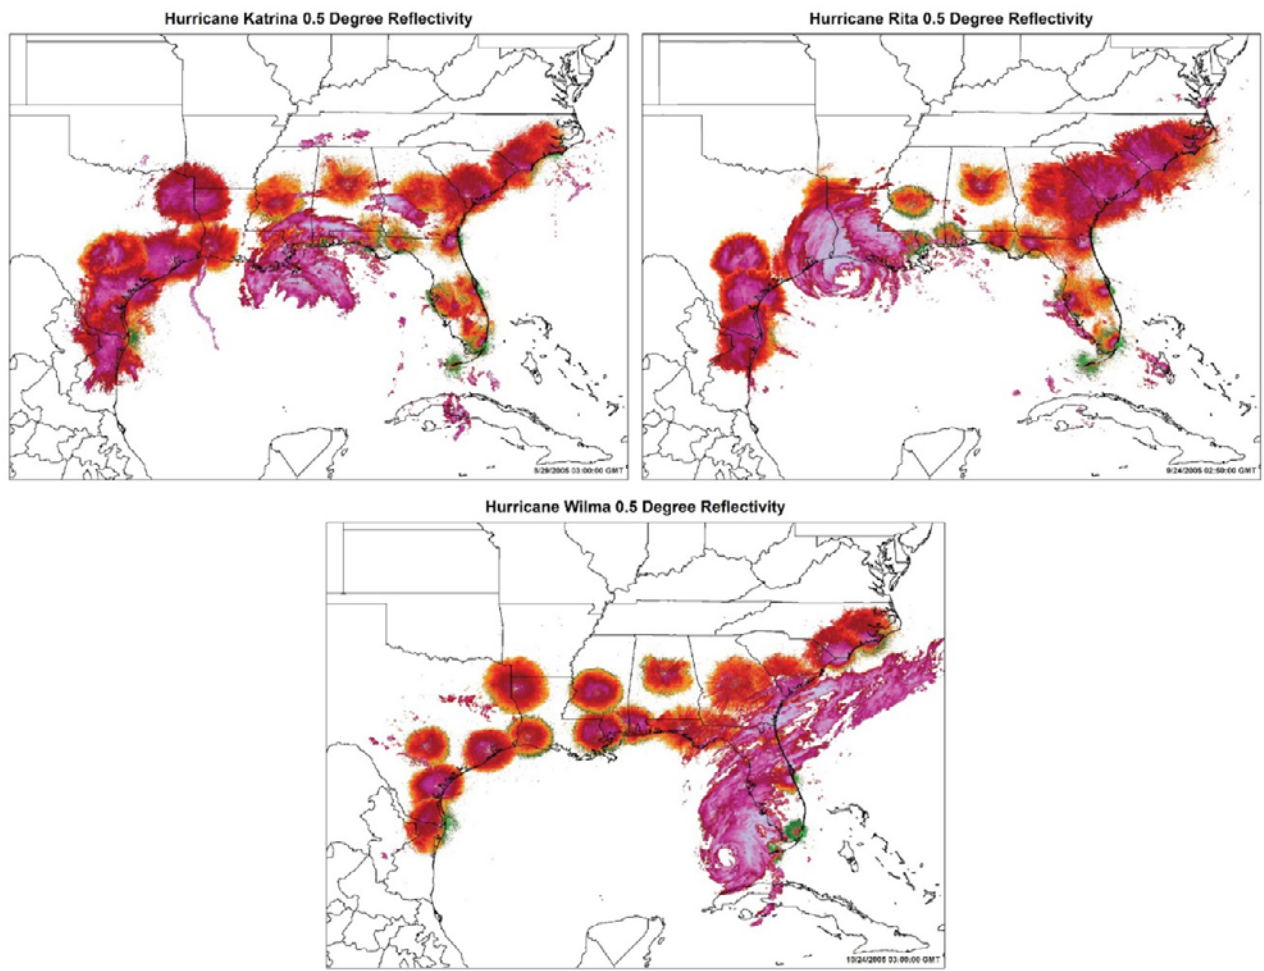 Hurricane Katrina 0.5 Degree Reflectivity
Hurricane Rita 0.5 Degree Reflectivity
8/29/2005 03:00:00 GMT
9/24/2005 02:50:00 GMT
Hurricane Wilma 0.5 Degree Reflectivity
10/24/2005 03:00:00 GMT